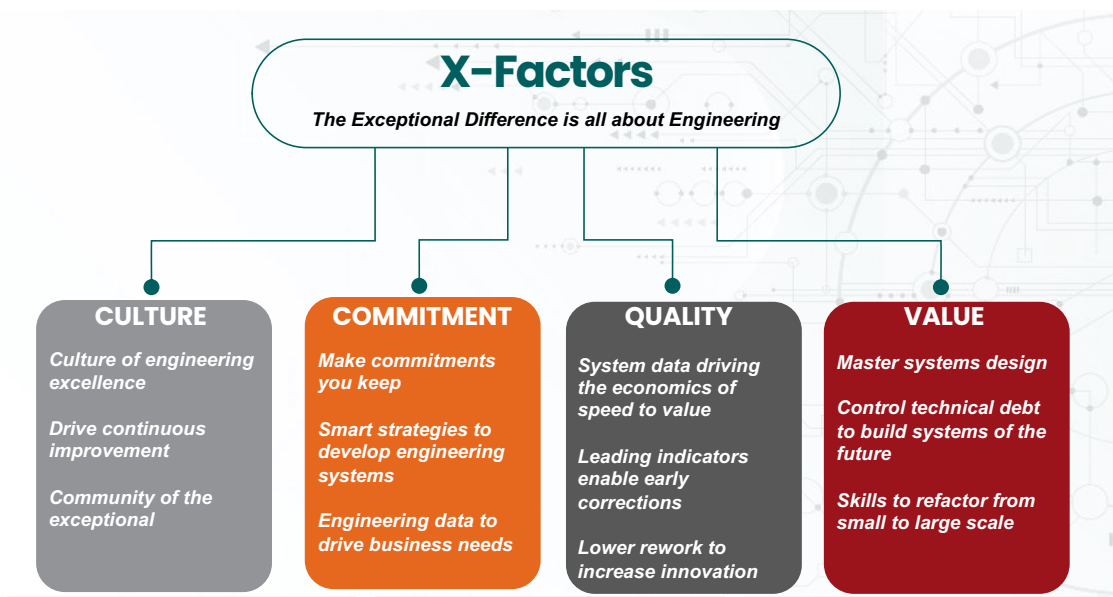 X-Factors
The Exceptional Difference is all about Engineering
CULTURE
Culture of engineering
excellence
Drive continuous
improvement
Community of the
exceptional
COMMITMENT
Make commitments
you keep
Smart strategies to
develop engineering
systems
Engineering data to
drive business needs
QUALITY
System data driving
the economics of
speed to value
Leading indicators
enable early
corrections
Lower rework to
increase innovation
VALUE
Master systems design
Control technical debt
to build systems of the
future
Skills to refactor from
small to large scale